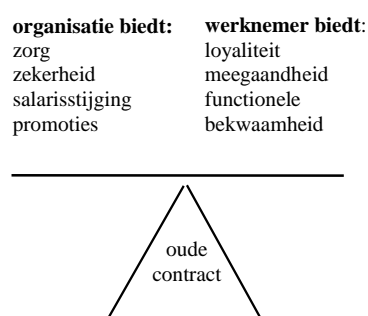 organisatie biedt:
zorg
zekerheid
salarisstijging
promoties
werknemer biedt:
loyaliteit
meegaandheid
functionele
bekwaamheid
oude
contract